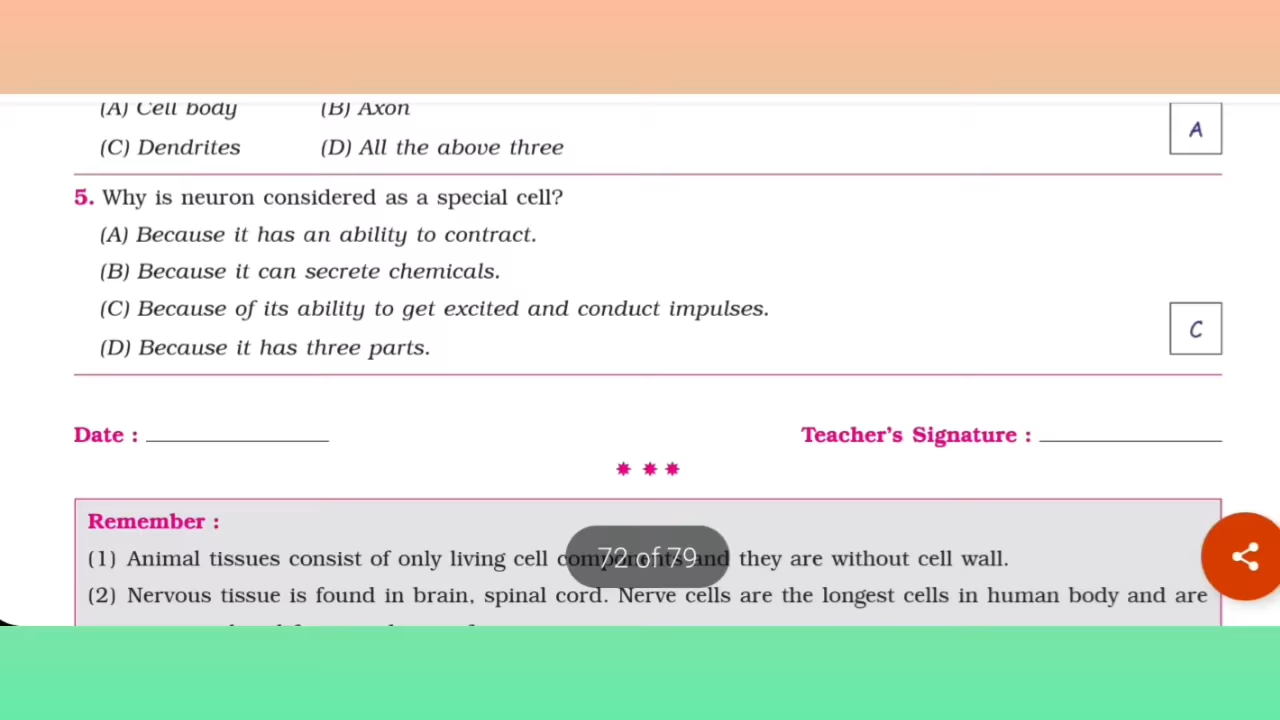 (A) Cell body (B) Axon
A
(C) Dendrites (D) All the above three
5. Why is neuron considered as a special cell?
(A) Because it has an ability to contract.
(B) Because it can secrete chemicals.
(C) Because of its ability to get excited and conduct impulses.
C
(D) Because it has three parts.
Date : Teacher's Signature :
Remember :
(1) Animal tissues consist of only living cell components and they are without cell wall.
72 of 79
(2) Nervous tissue is found in brain, spinal cord. Nerve cells are the longest cells in human body and are